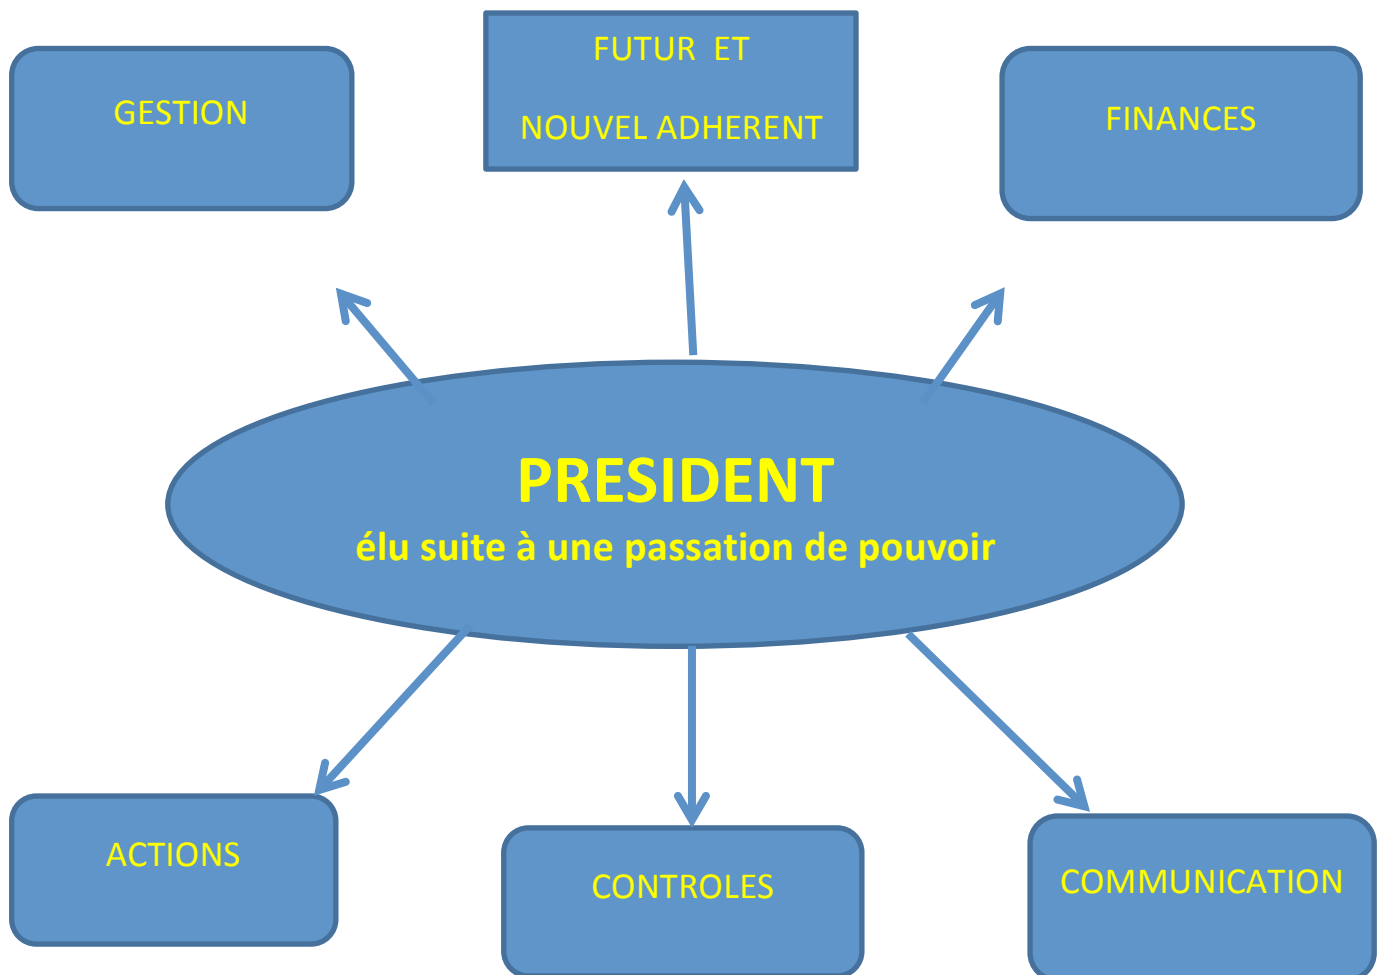 GESTION
FUTUR ET
NOUVEL ADHERENT
FINANCES
PRESIDENT
élu suite à une passation de pouvoir
ACTIONS
CONTROLES
COMMUNICATION